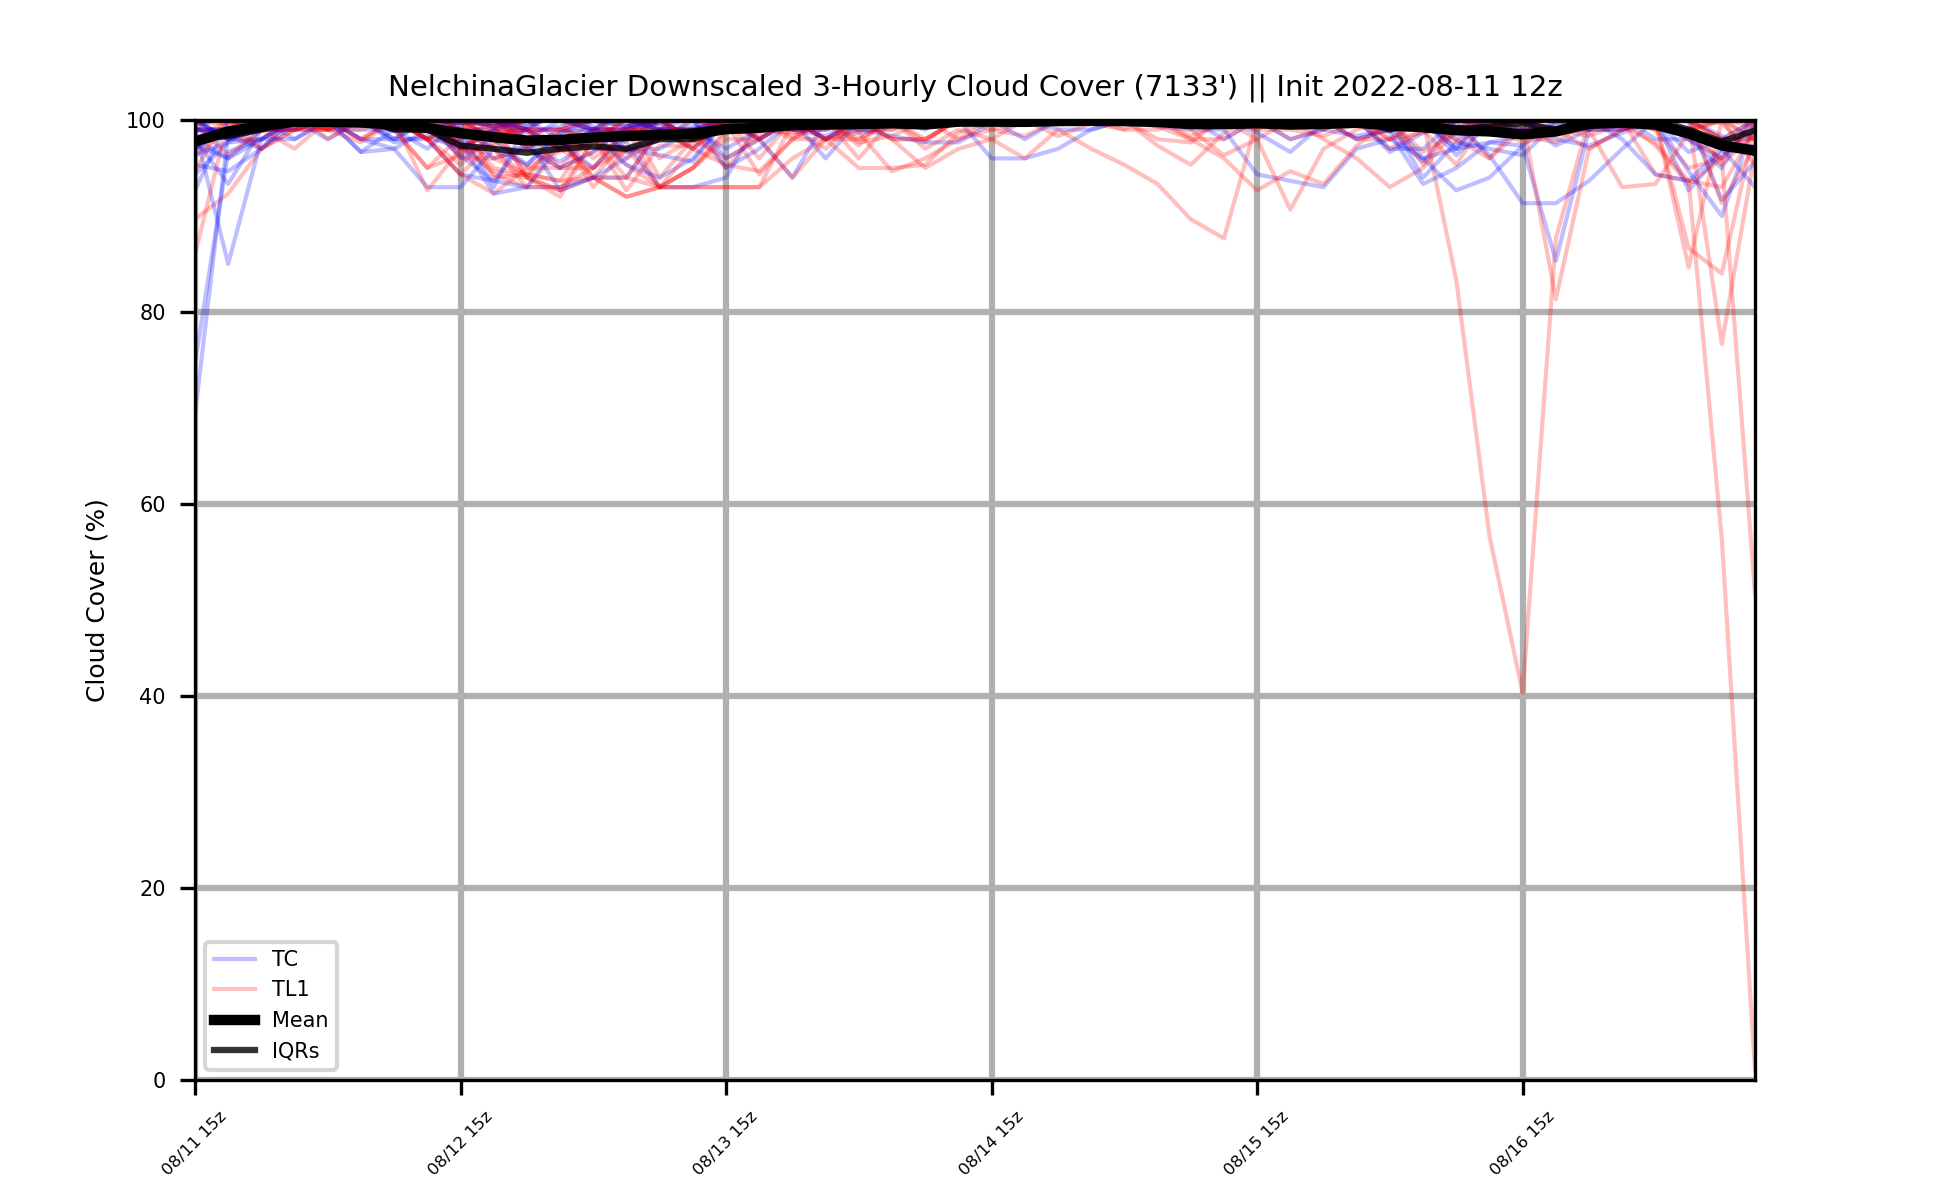 NelchinaGlacier Downscaled 3-Hourly Cloud Cover (7133') || Init 2022-08-11 12z
Cloud Cover (%)
100
80
60
40
20
0
TC
TL1
Mean
IQRs
08/11 15z
08/12 15z
08/13 15z
08/14 15z
08/15 15z
08/16 15z